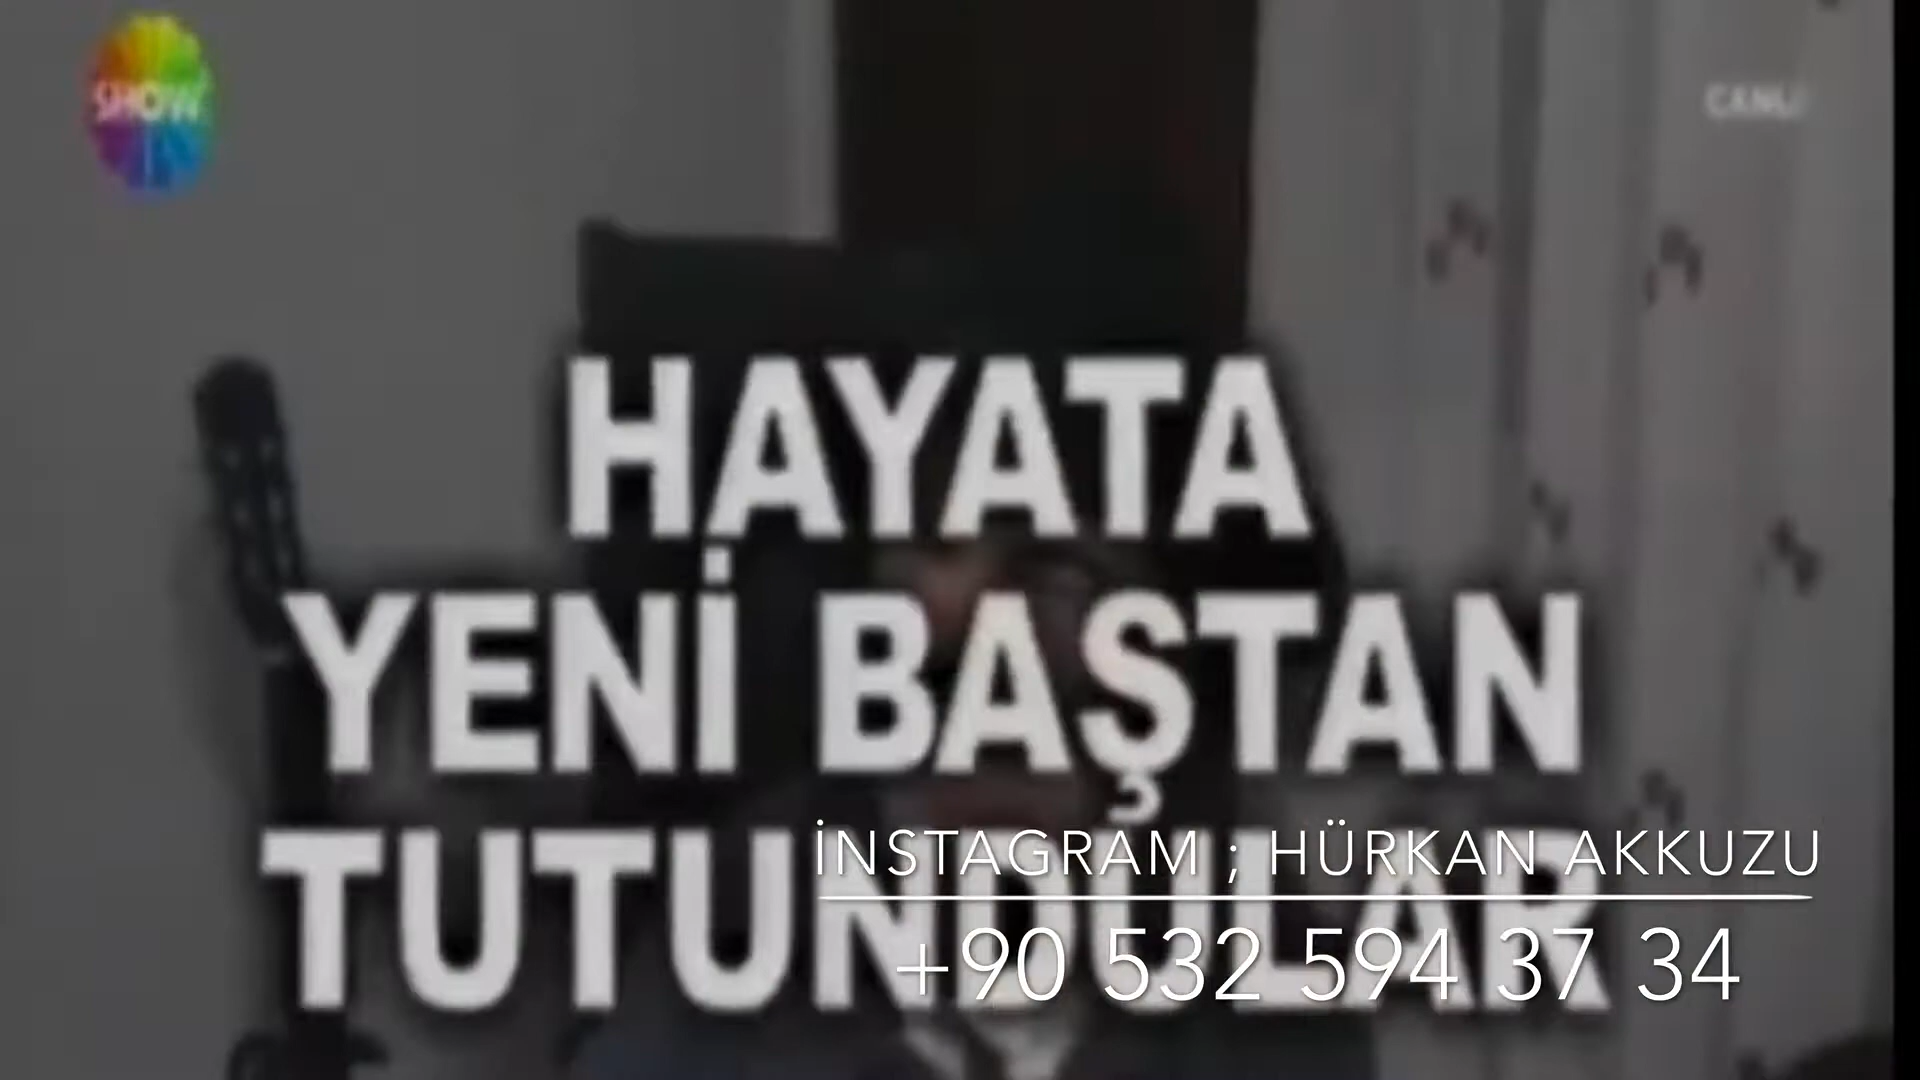 SHOW
CANLI
HAYATA
YENİ BAŞTAN
TUTUNDULAR
İNSTAGRAM ; HÜRKAN AKKUZU
+90 532 594 37 34